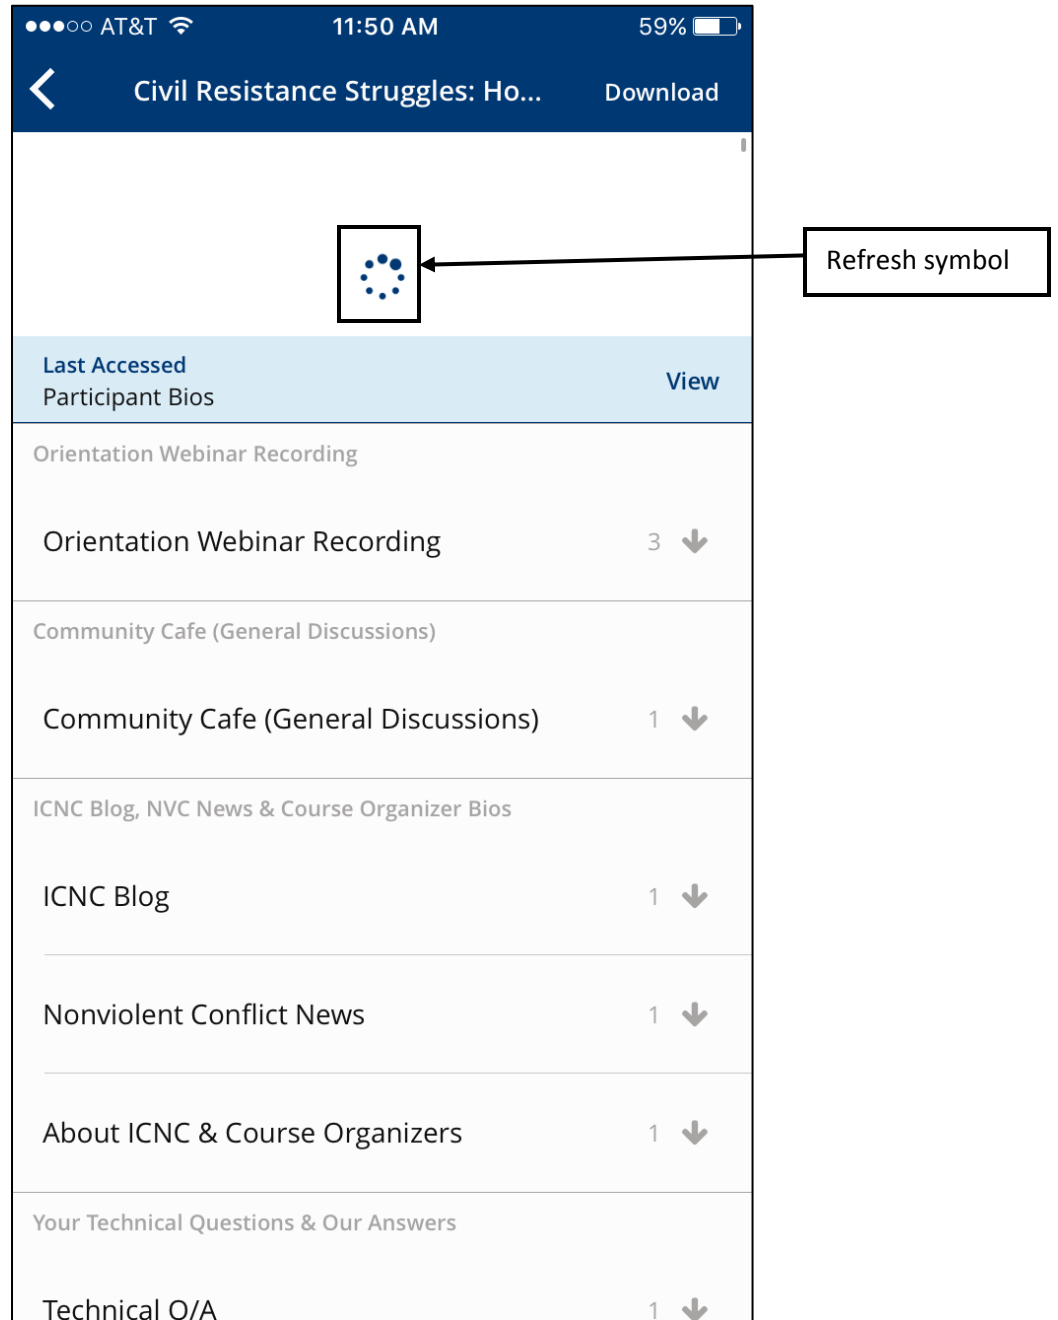 AT&T 11:50 AM 59%
Civil Resistance Struggles: Ho... Download
Refresh symbol
Last Accessed
Participant Bios
View
Orientation Webinar Recording
Orientation Webinar Recording 3
Community Cafe (General Discussions)
Community Cafe (General Discussions) 1
ICNC Blog, NVC News & Course Organizer Bios
ICNC Blog 1
Nonviolent Conflict News 1
About ICNC & Course Organizers 1
Your Technical Questions & Our Answers
Technical Q/A 1